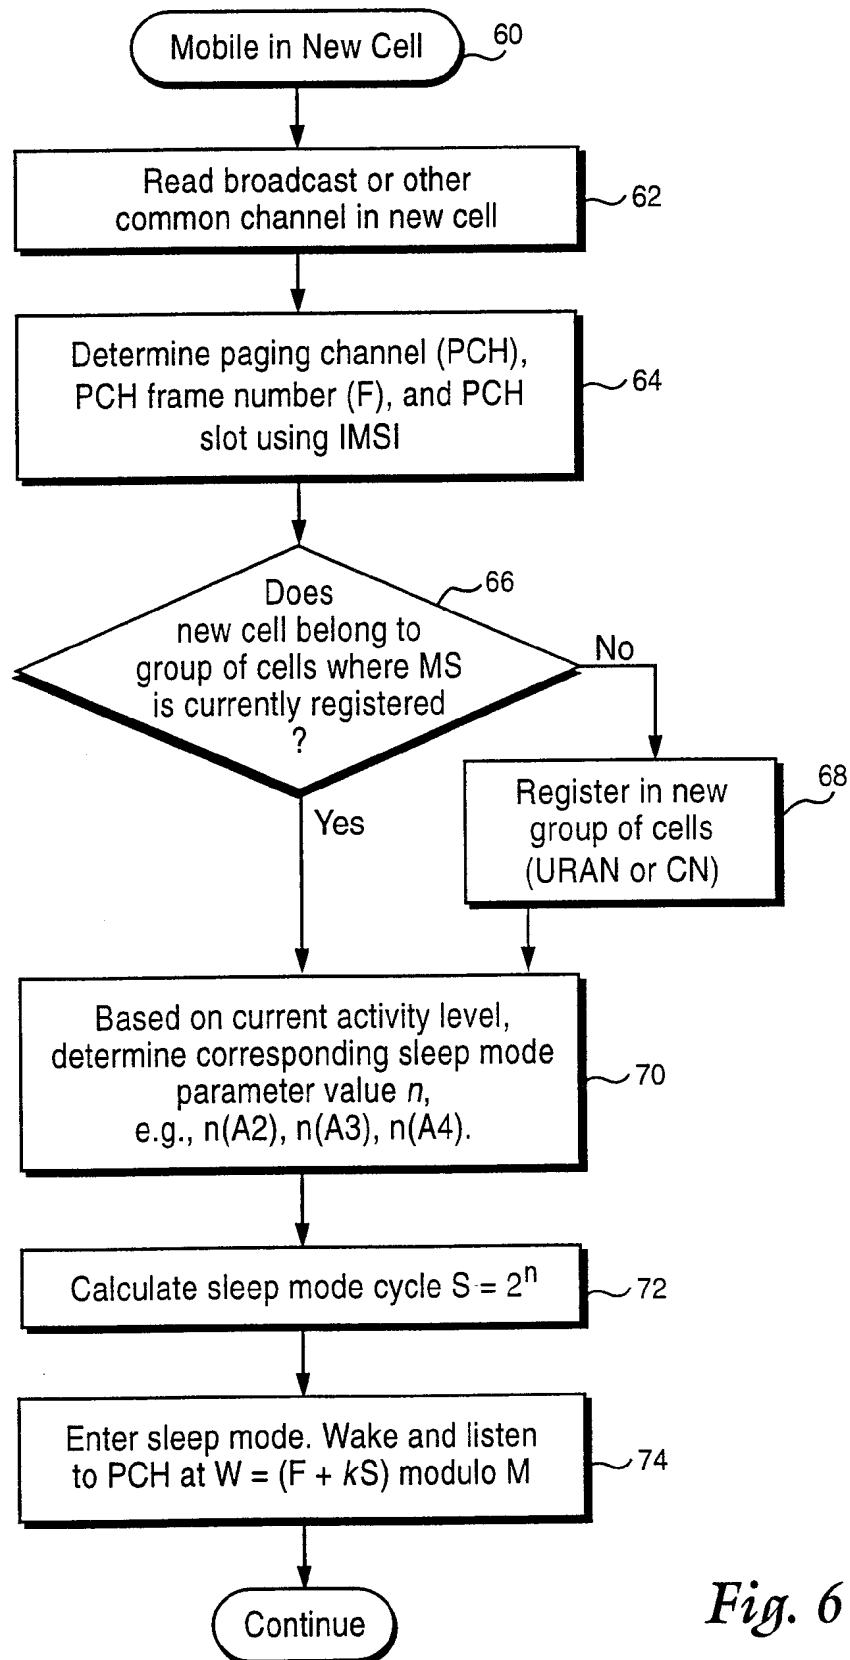 Mobile in New Cell
60
Read broadcast or other
common channel in new cell
62
Determine paging channel (PCH),
PCH frame number (F), and PCH
slot using IMSI
64
Does
new cell belong to
group of cells where MS
is currently registered
?
66
No
Yes
Register in new
group of cells
(URAN or CN)
68
Based on current activity level,
determine corresponding sleep mode
parameter value n,
e.g., n(A2), n(A3), n(A4).
70
Calculate sleep mode cycle S = 2ⁿ
72
Enter sleep mode. Wake and listen
to PCH at W = (F + kS) modulo M
74
Continue
Fig. 6